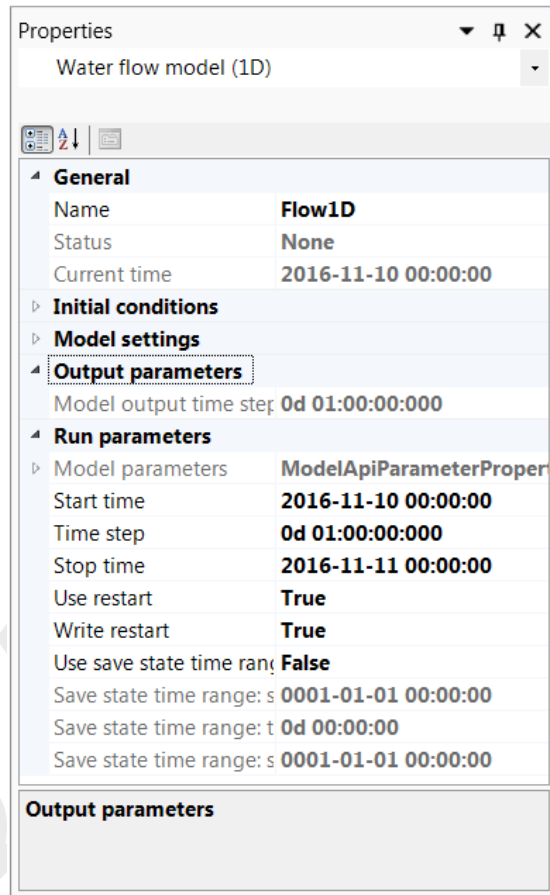 Properties
Water flow model (1D)
General
Name Flow1D
Status None
Current time 2016-11-10 00:00:00
Initial conditions
Model settings
Output parameters
Model output time step 0d 01:00:00:000
Run parameters
Model parameters ModelApiParameterPropert
Start time 2016-11-10 00:00:00
Time step 0d 01:00:00:000
Stop time 2016-11-11 00:00:00
Use restart True
Write restart True
Use save state time rang False
Save state time range: s 0001-01-01 00:00:00
Save state time range: t 0d 00:00:00
Save state time range: s 0001-01-01 00:00:00
Output parameters